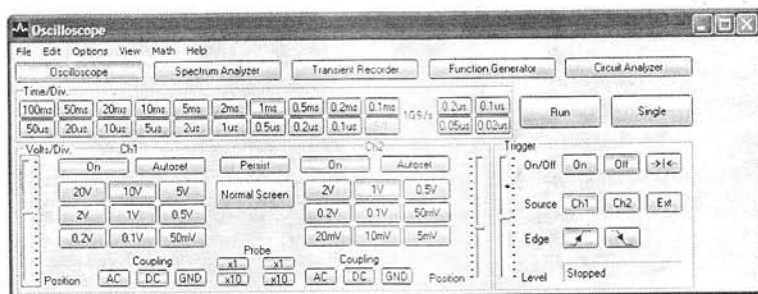 Oscilloscope
File Edit Options View Math Help
Oscilloscope Spectrum Analyzer Transient Recorder Function Generator Circuit Analyzer
Time/Div.
100ms 50ms 20ms 10ms 5ms 2ms 1ms 0.5ms 0.2ms 0.1ms 1GS/s 0.2us 0.1us Run Single
50us 20us 10us 5us 2us 1us 0.5us 0.2us 0.1us 0.05us 0.02us
Volts/Div. Ch1 Ch2 Trigger
On Autoset Persist On Autoset On/Off On Off
20V 10V 5V Normal Screen 2V 1V 0.5V
2V 1V 0.5V 0.2V 0.1V 50mV Source Ch1 Ch2 Ext
0.2V 0.1V 50mV 20mV 10mV 5mV Edge
Coupling Probe Coupling
x1 x1
Position AC DC GND x10 x10 AC DC GND Position Level Stopped